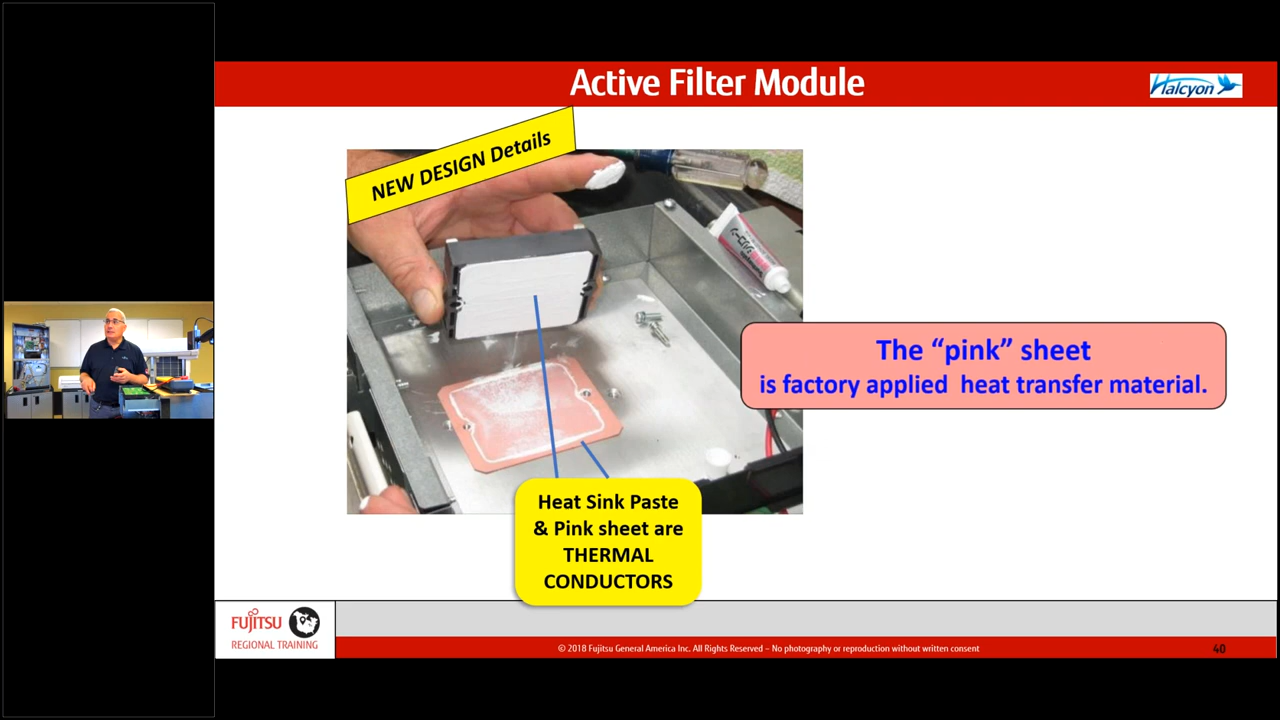 Active Filter Module
Halcyon
NEW DESIGN Details
The “pink” sheet
is factory applied  heat transfer material.
Heat Sink Paste
& Pink sheet are
THERMAL
CONDUCTORS
FUJITSU
REGIONAL TRAINING
© 2018 Fujitsu General America Inc. All Rights Reserved – No photography or reproduction without written consent
40